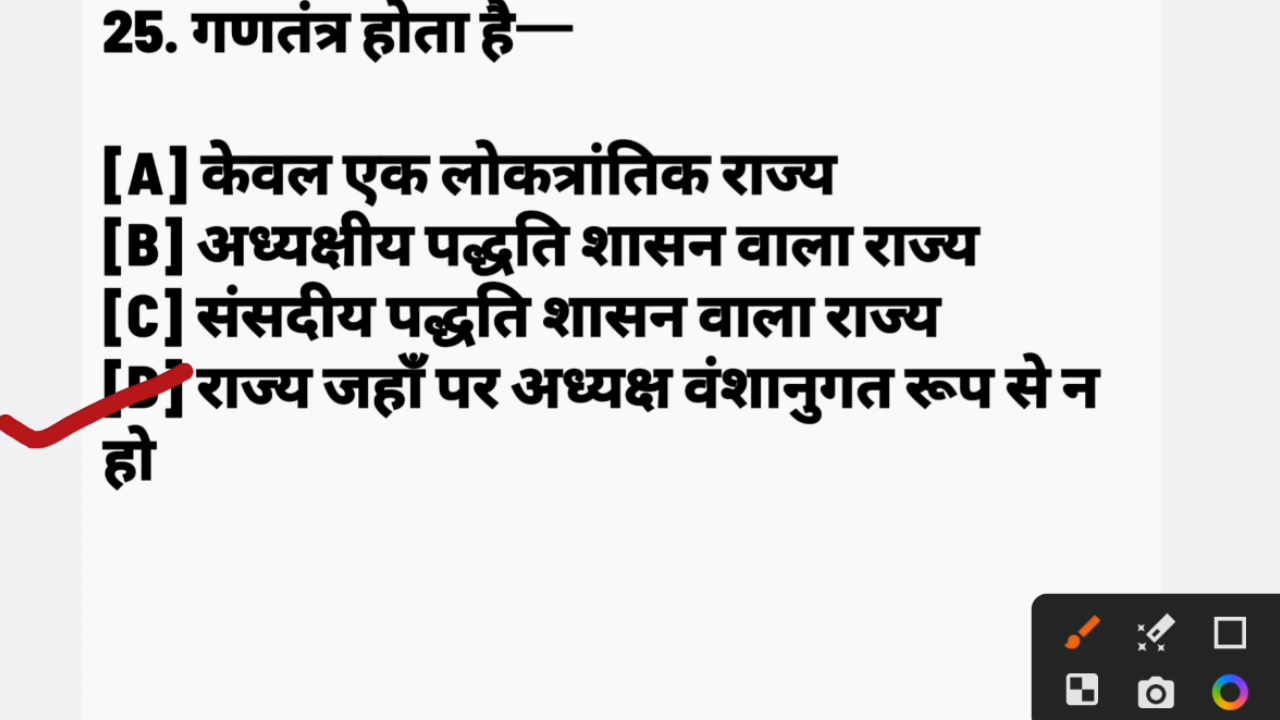 25. गणतंत्र होता है—
[A] केवल एक लोकत्रांतिक राज्य
[B] अध्यक्षीय पद्धति शासन वाला राज्य
[C] संसदीय पद्धति शासन वाला राज्य
[D] राज्य जहाँ पर अध्यक्ष वंशानुगत रूप से न
हो